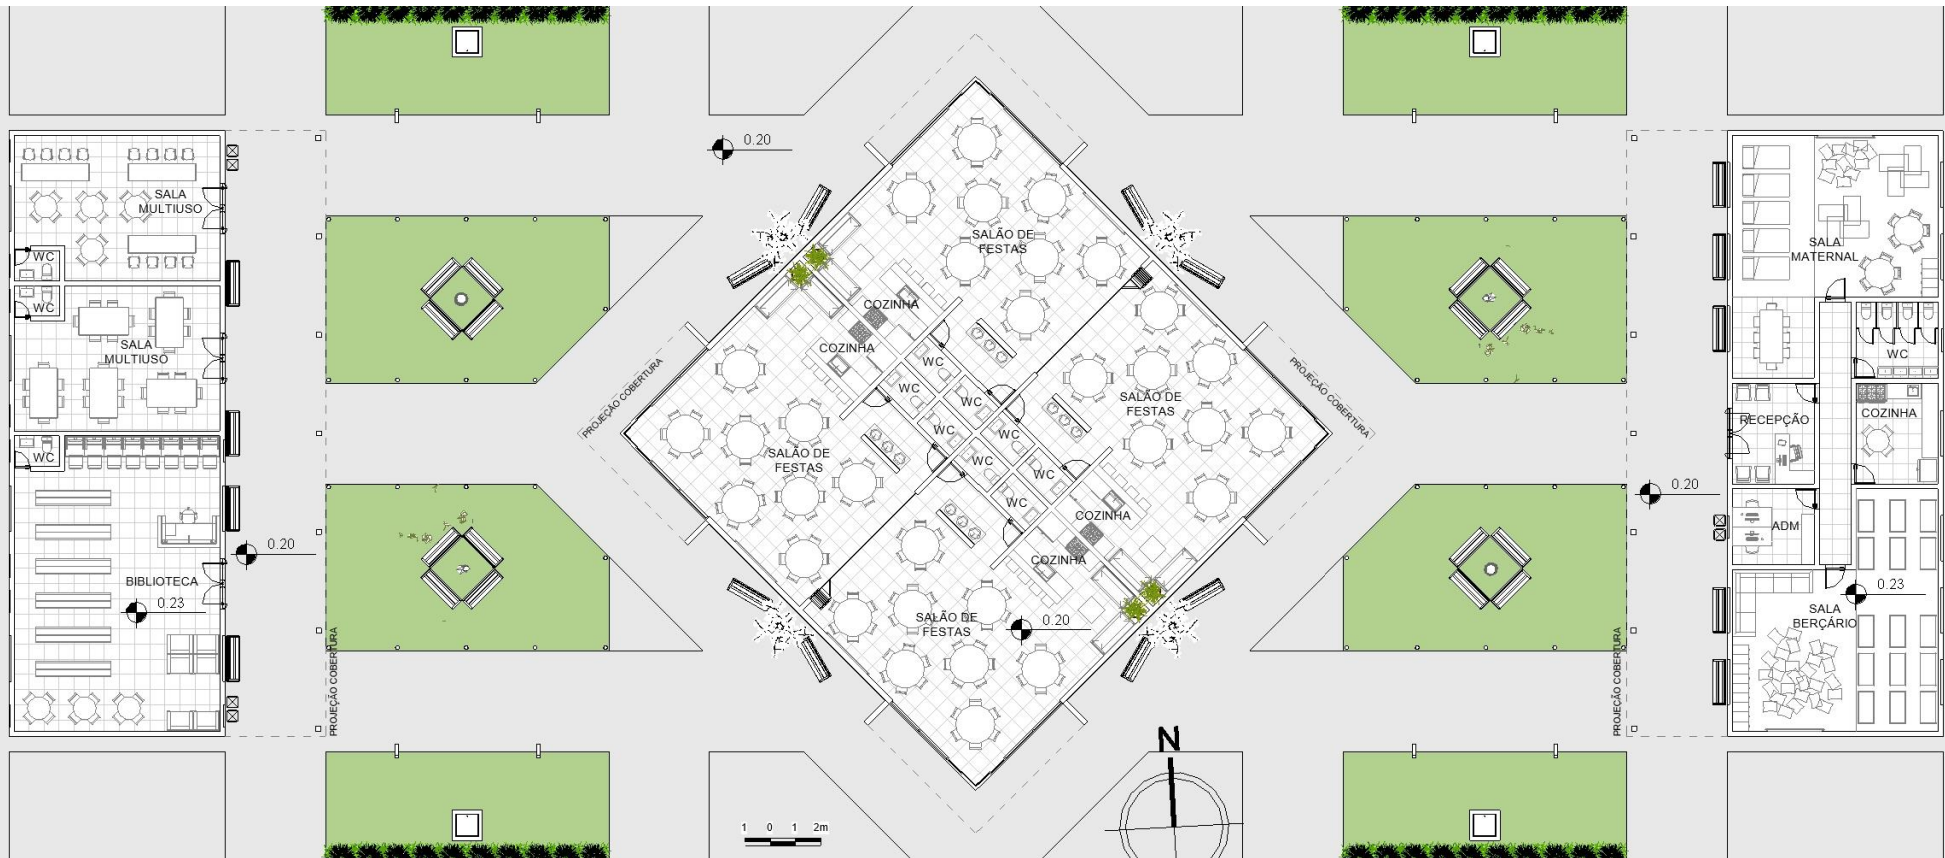 0.20
SALA
MULTIUSO
WC
WC
SALA
MULTIUSO
WC
BIBLIOTECA
0.23
0.20
PROJEÇÃO COBERTURA
PROJEÇÃO COBERTURA
SALÃO DE
FESTAS
COZINHA
COZINHA
WC
WC
WC
WC
WC
WC
WC
WC
SALÃO DE
FESTAS
SALÃO DE
FESTAS
COZINHA
COZINHA
SALÃO DE
FESTAS
0.20
PROJEÇÃO COBERTURA
PROJEÇÃO COBERTURA
0.20
SALA
MATERNAL
WC
RECEPÇÃO
COZINHA
ADM
0.23
SALA
BERÇÁRIO
N
1 0 1 2m